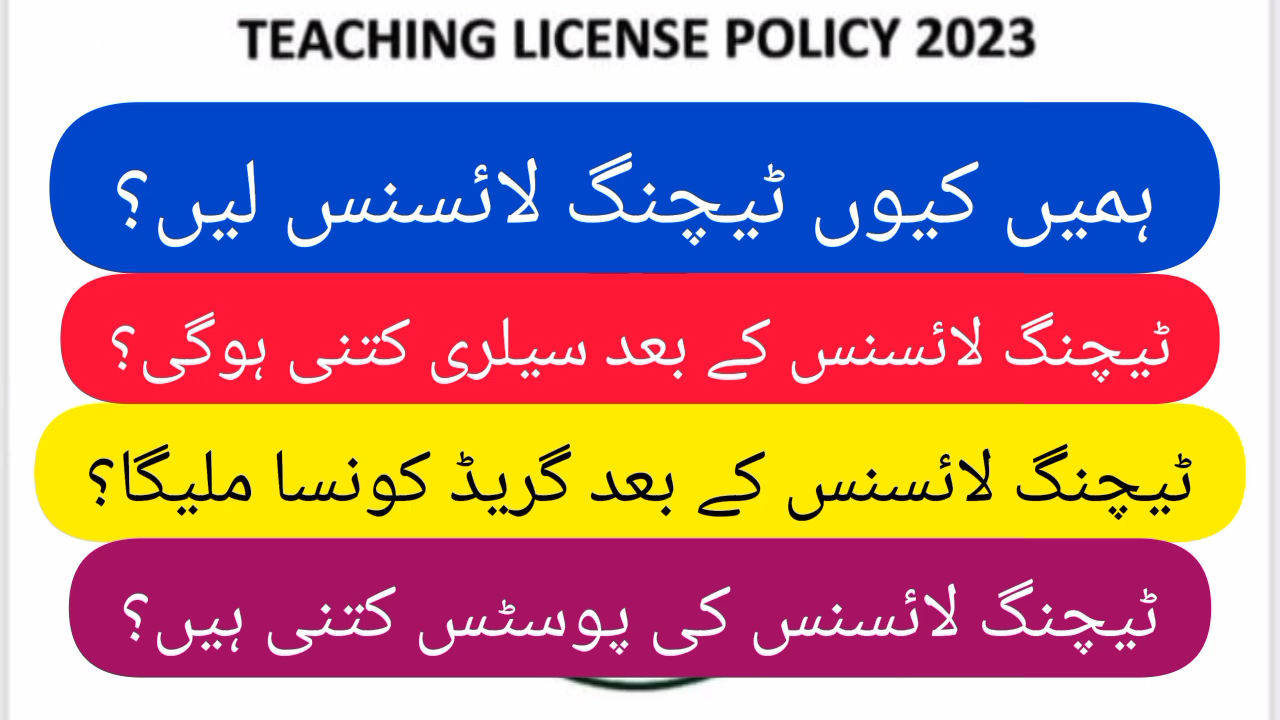 TEACHING LICENSE POLICY 2023
ہمیں کیوں ٹیچنگ لائسنس لیں؟
ٹیچنگ لائسنس کے بعد سیلری کتنی ہوگی؟
ٹیچنگ لائسنس کے بعد گریڈ کونسا ملیگا؟
ٹیچنگ لائسنس کی پوسٹس کتنی ہیں؟